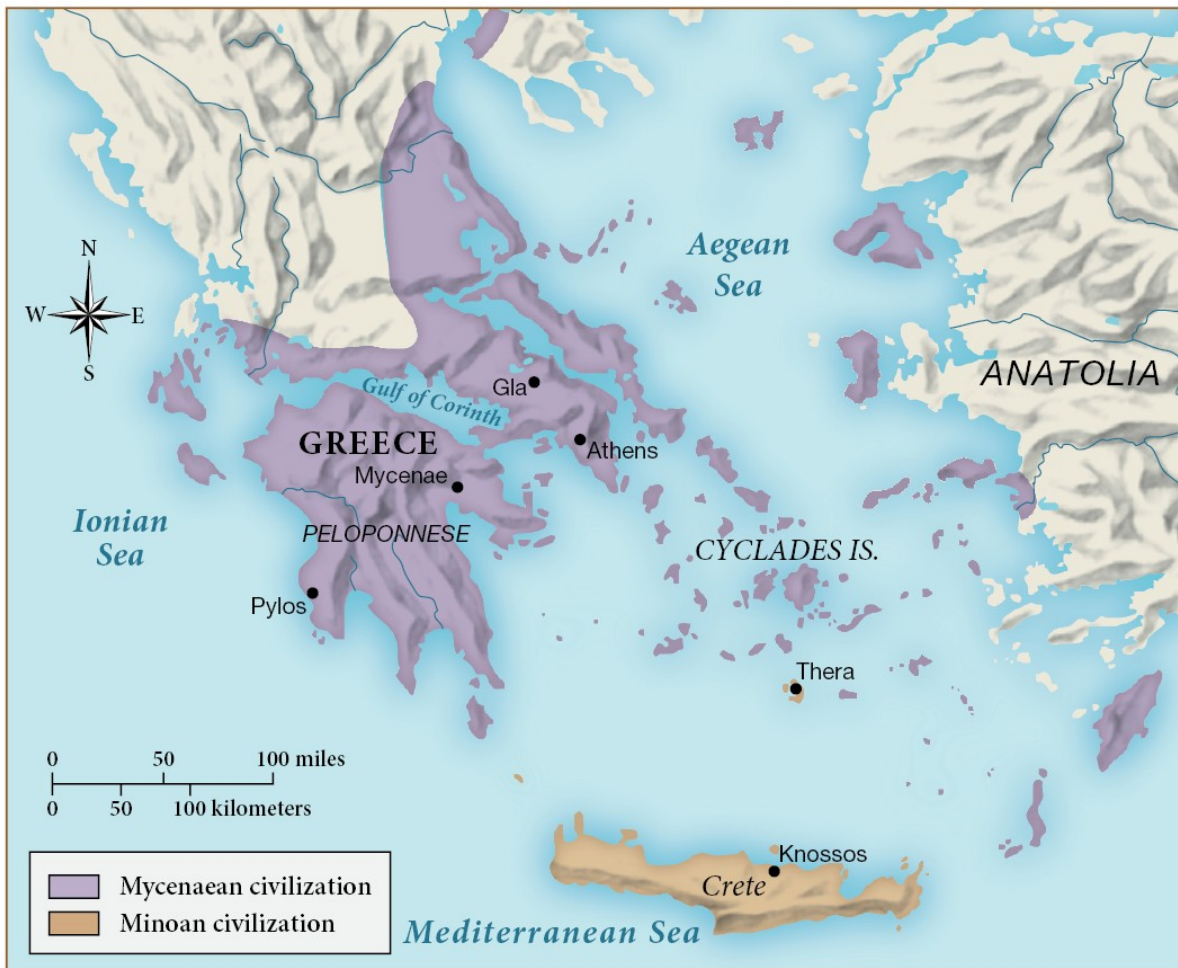 N
W
E
S
Aegean
Sea
ANATOLIA
Gla
Gulf of Corinth
GREECE
Athens
Mycenae
Ionian
Sea
PELOPONNESE
CYCLADES IS.
Pylos
Thera
0 50 100 miles
0 50 100 kilometers
Knossos
Crete
Mycenaean civilization
Minoan civilization
Mediterranean Sea